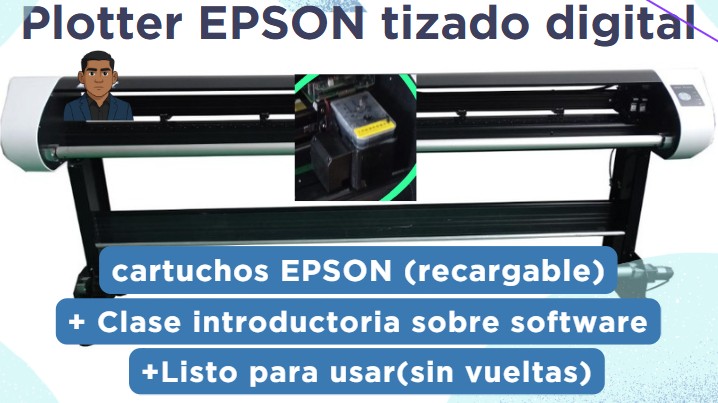 Plotter EPSON tizado digital
cartuchos EPSON (recargable)
+ Clase introductoria sobre software
+Listo para usar(sin vueltas)